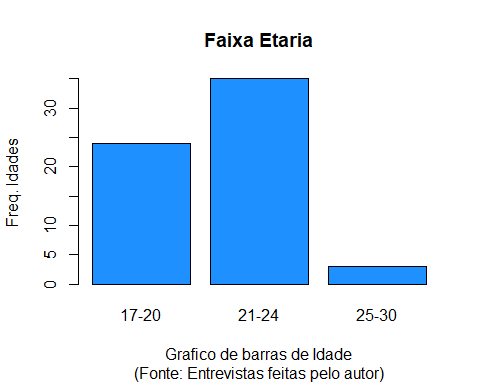 Faixa Etaria
Freq. Idades
30
20
10
5
0
17-20
21-24
25-30
Grafico de barras de Idade
(Fonte: Entrevistas feitas pelo autor)